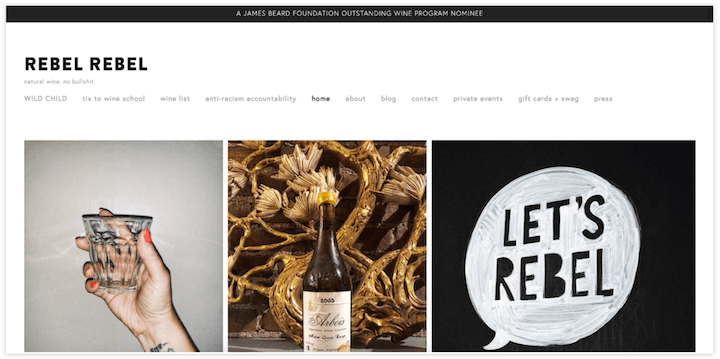 A JAMES BEARD FOUNDATION OUTSTANDING WINE PROGRAM NOMINEE
REBEL REBEL
naturel wine. no bullshit.
WILD CHILD tix to wine school wine list anti-racism accountability home about blog contact private events gift cards + swag press
2005
Arbois
LET'S
REBEL